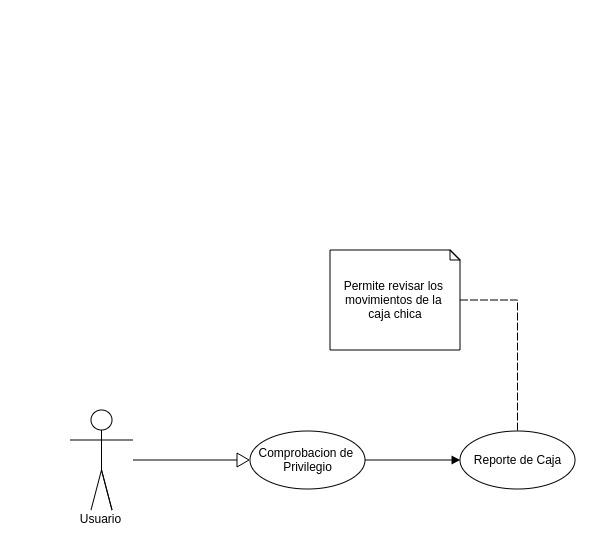 Permite revisar los
movimientos de la
caja chica
Comprobacion de
Privilegio
Reporte de Caja
Usuario